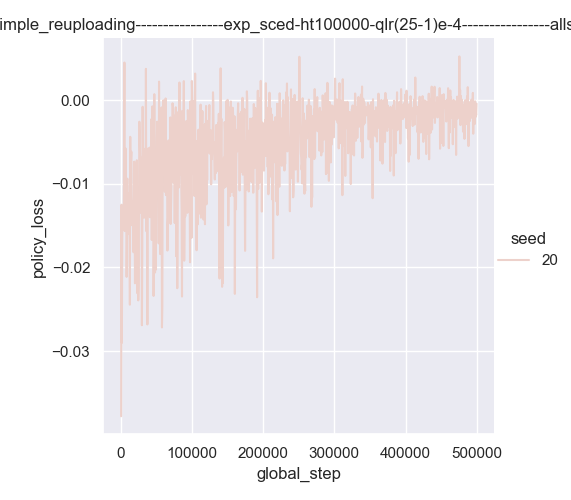 imple_reuploading----------------exp_sced-ht100000-qlr(25-1)e-4----------------alls
0.00
−0.01
−0.02
−0.03
policy_loss
0 100000 200000 300000 400000 500000
global_step
seed
20